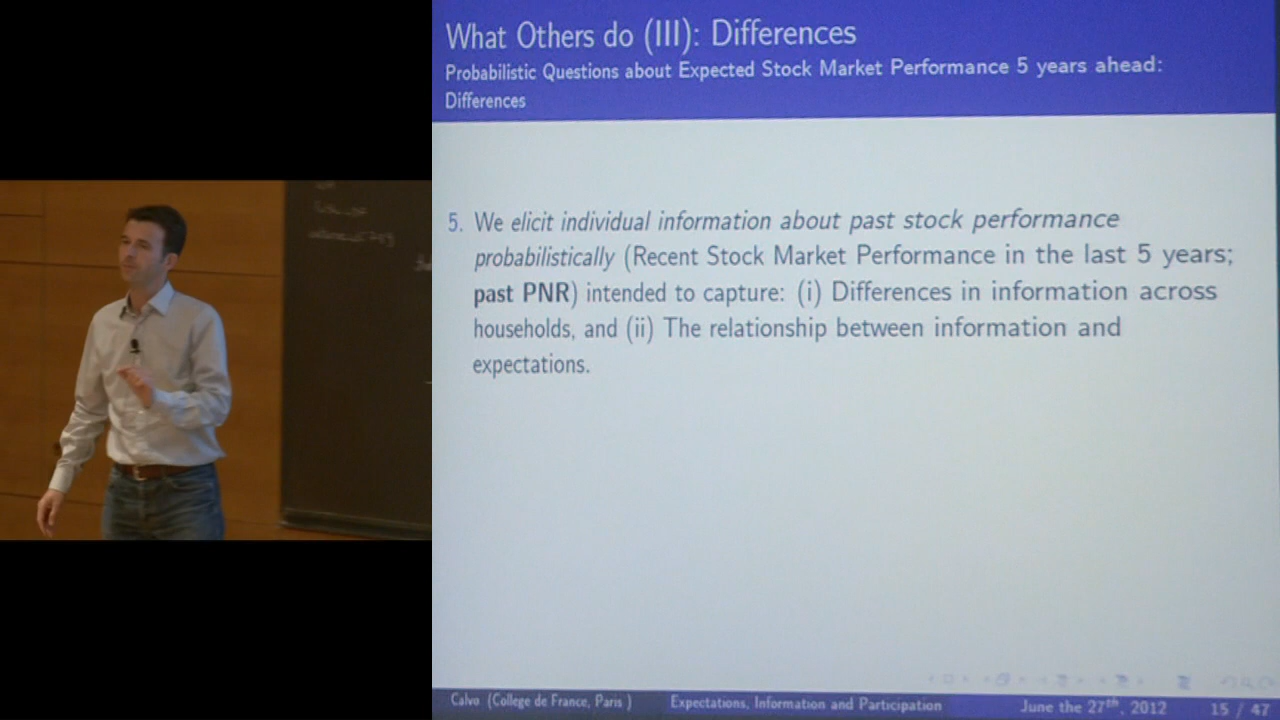 What Others do (III): Differences
Probabilistic Questions about Expected Stock Market Performance 5 years ahead:
Differences
5. We elicit individual information about past stock performance
probabilistically (Recent Stock Market Performance in the last 5 years;
past PNR) intended to capture: (i) Differences in information across
households, and (ii) The relationship between information and
expectations.
Calvo (College de France, Paris ) Expectations, Information and Participation June the 27th, 2012 15 / 47